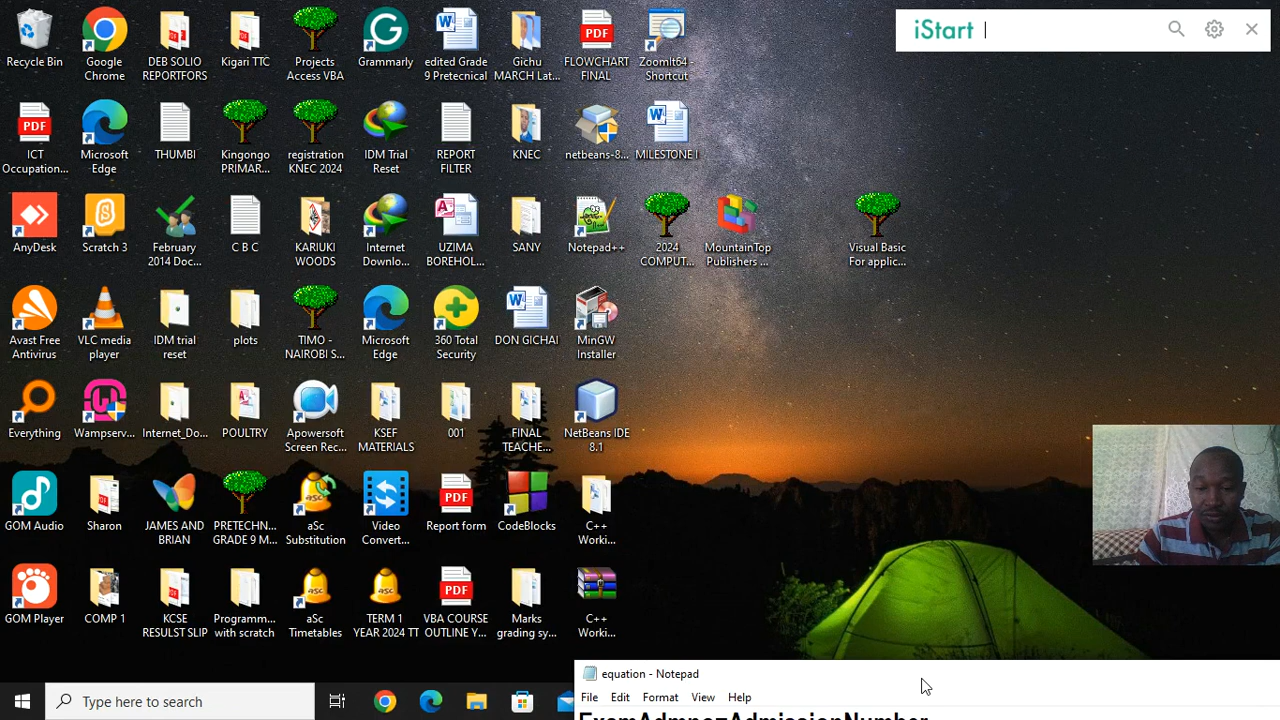 iStart
Recycle Bin
Google Chrome
DEB SOLIO REPORTFORS
Kigari TTC
Projects Access VBA
Grammarly
edited Grade 9 Pretecnical
Gichu MARCH Lat...
FLOWCHART FINAL
ZoomIt64 - Shortcut
PDF
ICT Occupation...
Microsoft Edge
THUMBI
Kingongo PRIMAR...
registration KNEC 2024
IDM Trial Reset
REPORT FILTER
KNEC
netbeans-8...
MILESTONE I
PDF
AnyDesk
Scratch 3
February 2014 Doc...
C B C
KARIUKI WOODS
Internet Downlo...
UZIMA BOREHOL...
SANY
Notepad++
2024 COMPUT...
MountainTop Publishers ...
Visual Basic For applic...
Avast Free Antivirus
VLC media player
IDM trial reset
plots
TIMO - NAIROBI S...
Microsoft Edge
360 Total Security
DON GICHAI
MinGW Installer
Everything
Wampserv...
Internet_Do...
POULTRY
Apowersoft Screen Rec...
KSEF MATERIALS
001
FINAL TEACHE...
NetBeans IDE 8.1
GOM Audio
Sharon
JAMES AND BRIAN
PRETECHN... GRADE 9 M...
aSc Substitution
Video Convert...
PDF
Report form
CodeBlocks
C++ Worki...
GOM Player
COMP 1
KCSE RESULST SLIP
Programm... with scratch
aSc Timetables
TERM 1 YEAR 2024 TT
PDF
VBA COURSE OUTLINE Y...
Marks grading sy...
C++ Worki...
equation - Notepad
File Edit Format View Help
ExamAdmno=AdmissionNumber
Type here to search